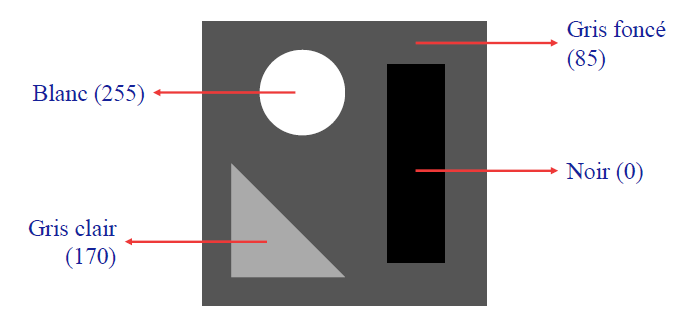 Gris foncé
(85)
Blanc (255)
Noir (0)
Gris clair
(170)